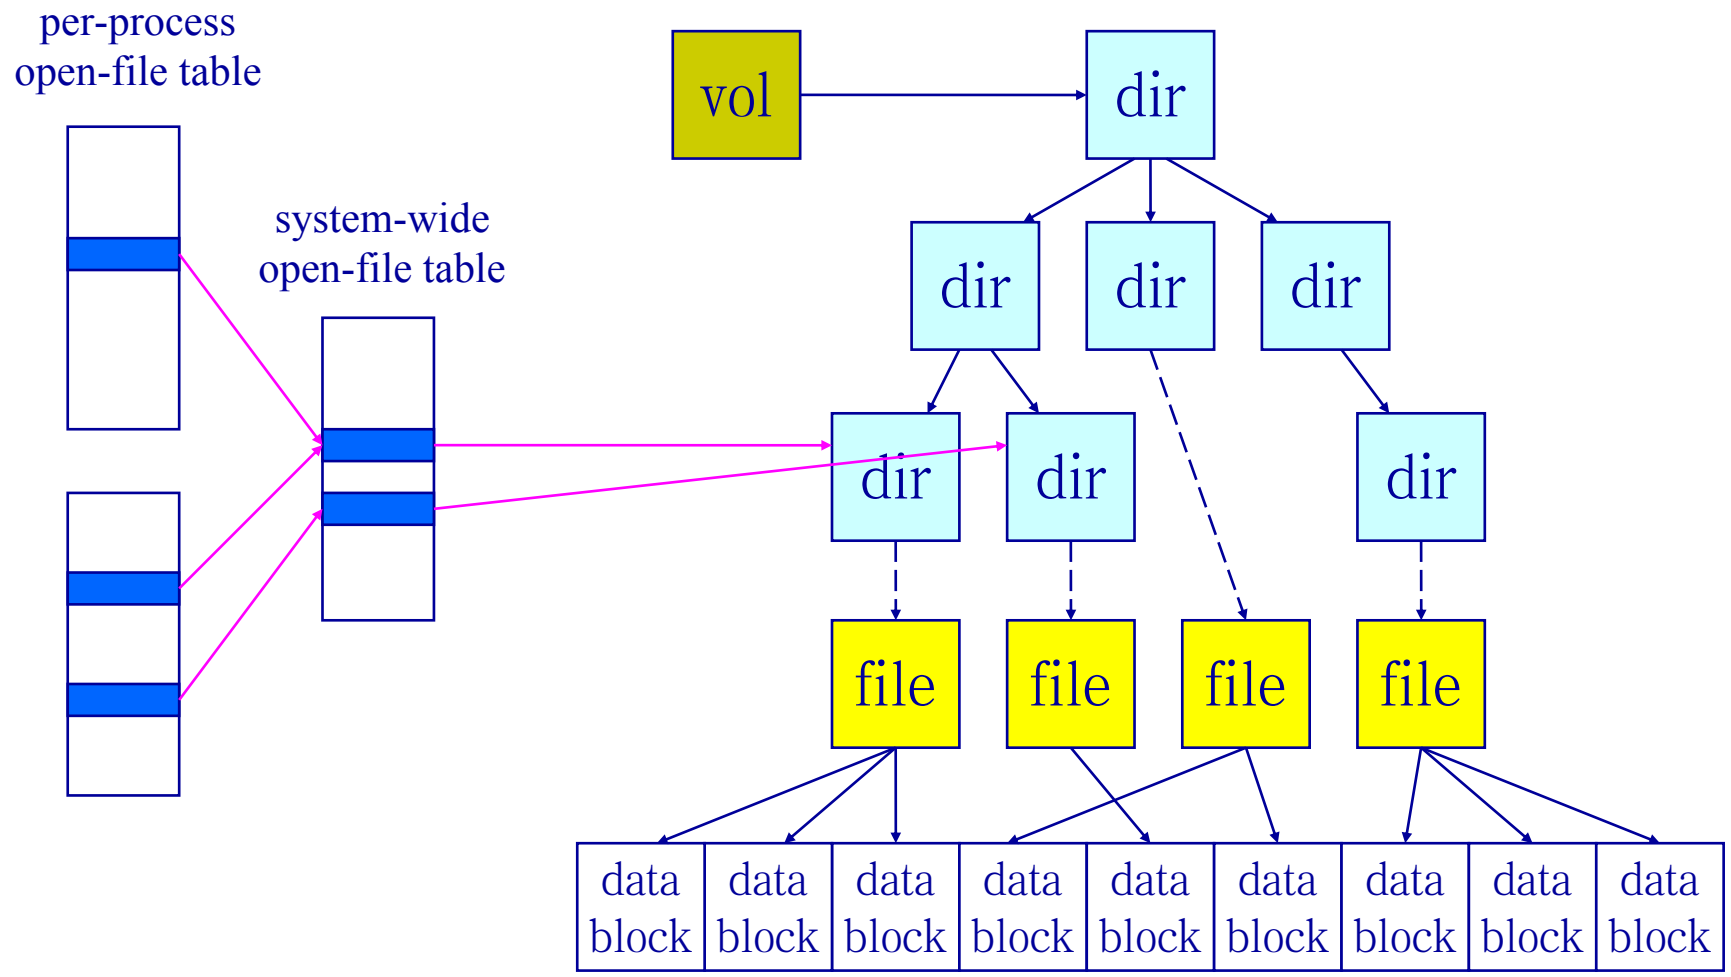 per-process
open-file table
system-wide
open-file table
vol
dir
dir
dir
dir
dir
dir
dir
file
file
file
file
data
block
data
block
data
block
data
block
data
block
data
block
data
block
data
block
data
block